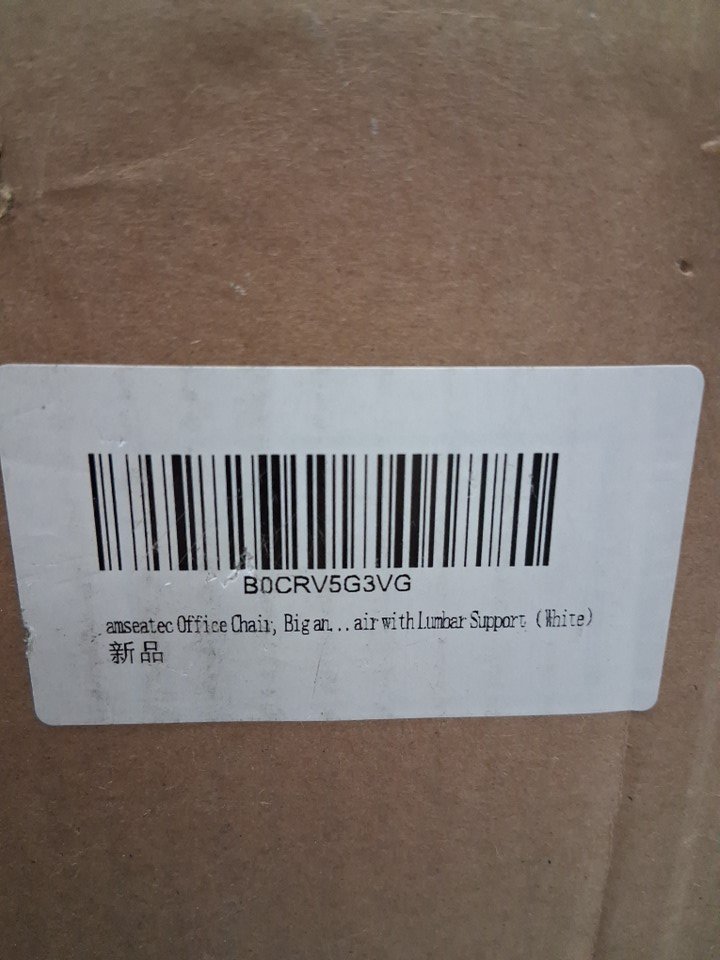 B0CRV5G3VG
amseatec Office Chair, Big an...air with Lumbar Support (White)
新品